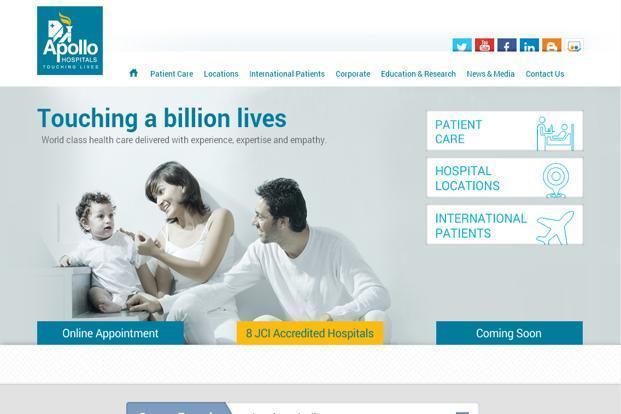 Apollo
HOSPITALS
TOUCHING LIVES
Patient Care
Locations
International Patients
Corporate
Education & Research
News & Media
Contact Us
Touching a billion lives
World class health care delivered with experience, expertise and empathy.
PATIENT
CARE
HOSPITAL
LOCATIONS
INTERNATIONAL
PATIENTS
Online Appointment
8 JCI Accredited Hospitals
Coming Soon